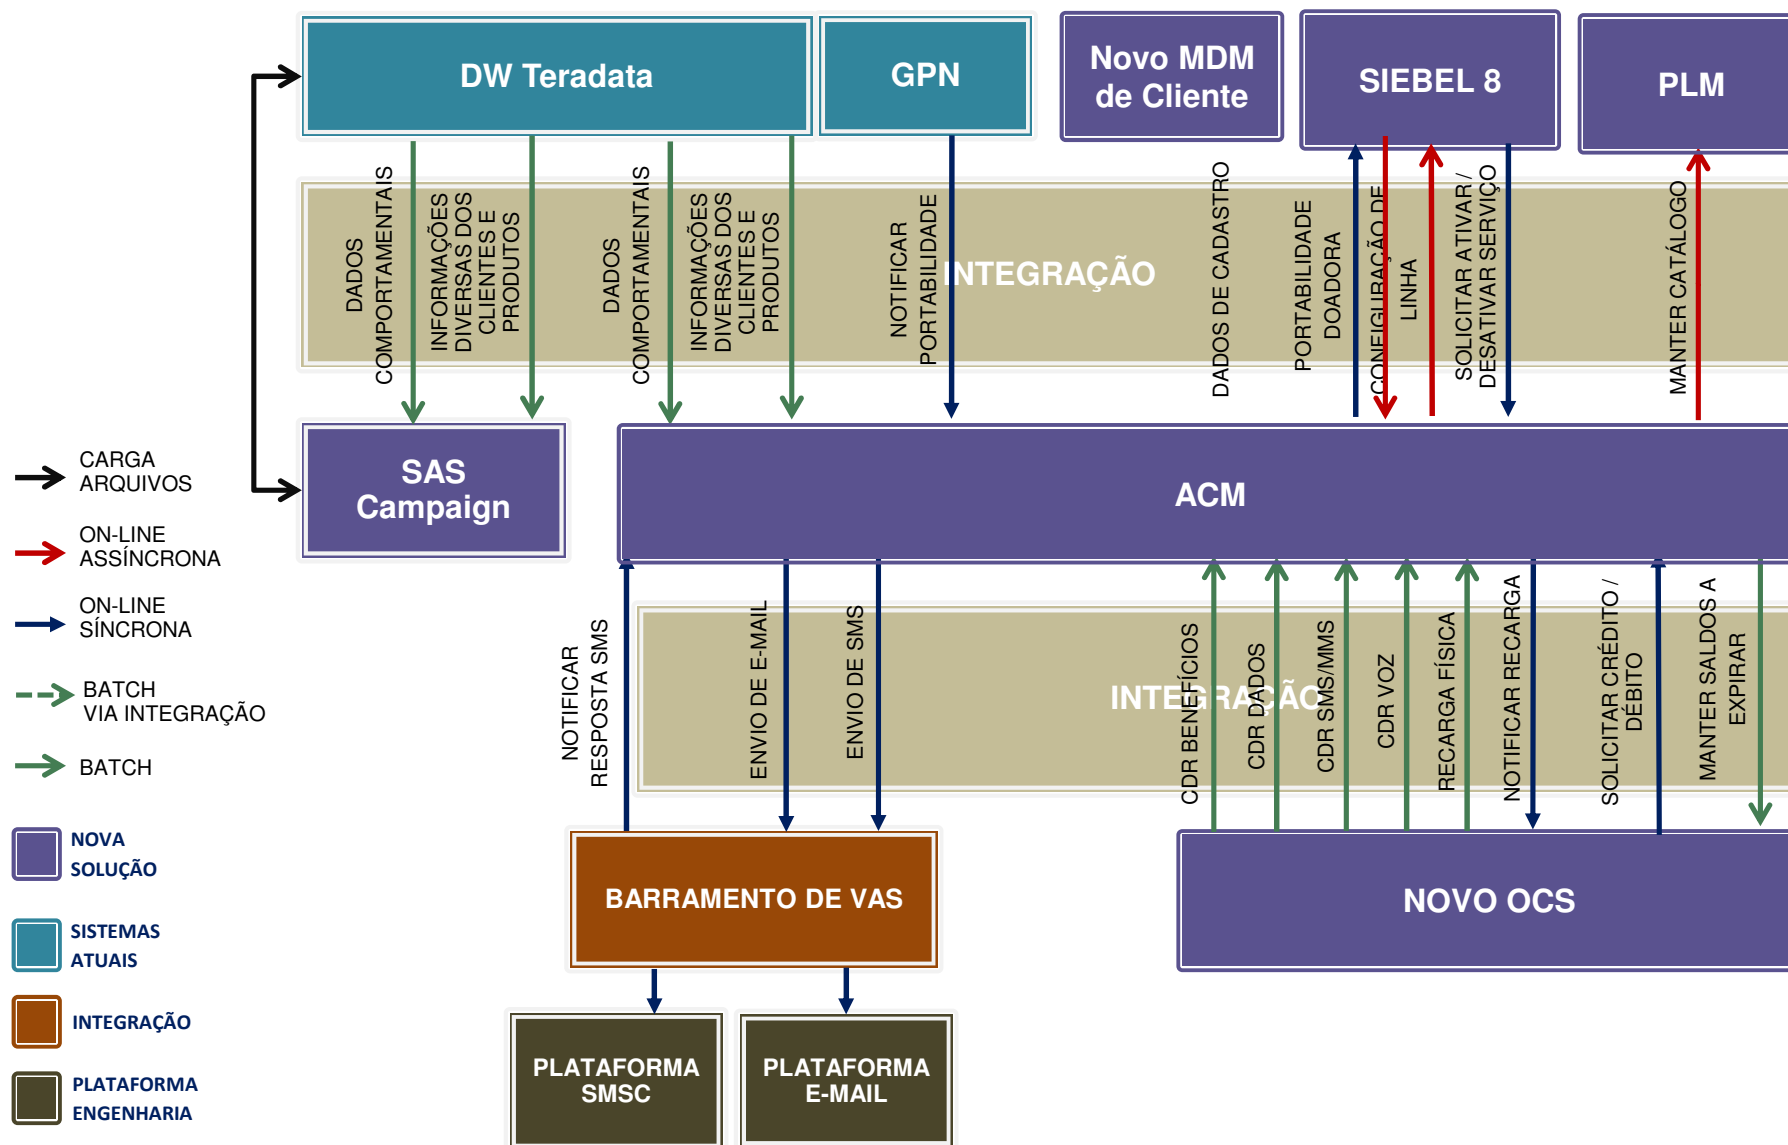 DW Teradata
GPN
Novo MDM
de Cliente
SIEBEL 8
PLM
DADOS
COMPORTAMENTAIS
INFORMAÇÕES
DIVERSAS DOS
CLIENTES E
PRODUTOS
DADOS
COMPORTAMENTAIS
INFORMAÇÕES
DIVERSAS DOS
CLIENTES E
PRODUTOS
NOTIFICAR
PORTABILIDADE
INTEGRAÇÃO
DADOS DE CADASTRO
PORTABILIDADE
DOADORA
CONFIGURAÇÃO DE
LINHA
SOLICITAR ATIVAR /
DESATIVAR SERVIÇO
MANTER CATÁLOGO
SAS
Campaign
ACM
CARGA
ARQUIVOS
ON-LINE
ASSÍNCRONA
ON-LINE
SÍNCRONA
BATCH
VIA INTEGRAÇÃO
BATCH
NOVA
SOLUÇÃO
SISTEMAS
ATUAIS
INTEGRAÇÃO
PLATAFORMA
ENGENHARIA
NOTIFICAR
RESPOSTA SMS
ENVIO DE E-MAIL
ENVIO DE SMS
INTEGRAÇÃO
CDR BENEFÍCIOS
CDR DADOS
CDR SMS/MMS
CDR VOZ
RECARGA FÍSICA
NOTIFICAR RECARGA
SOLICITAR CRÉDITO /
DÉBITO
MANTER SALDOS A
EXPIRAR
BARRAMENTO DE VAS
NOVO OCS
PLATAFORMA
SMSC
PLATAFORMA
E-MAIL